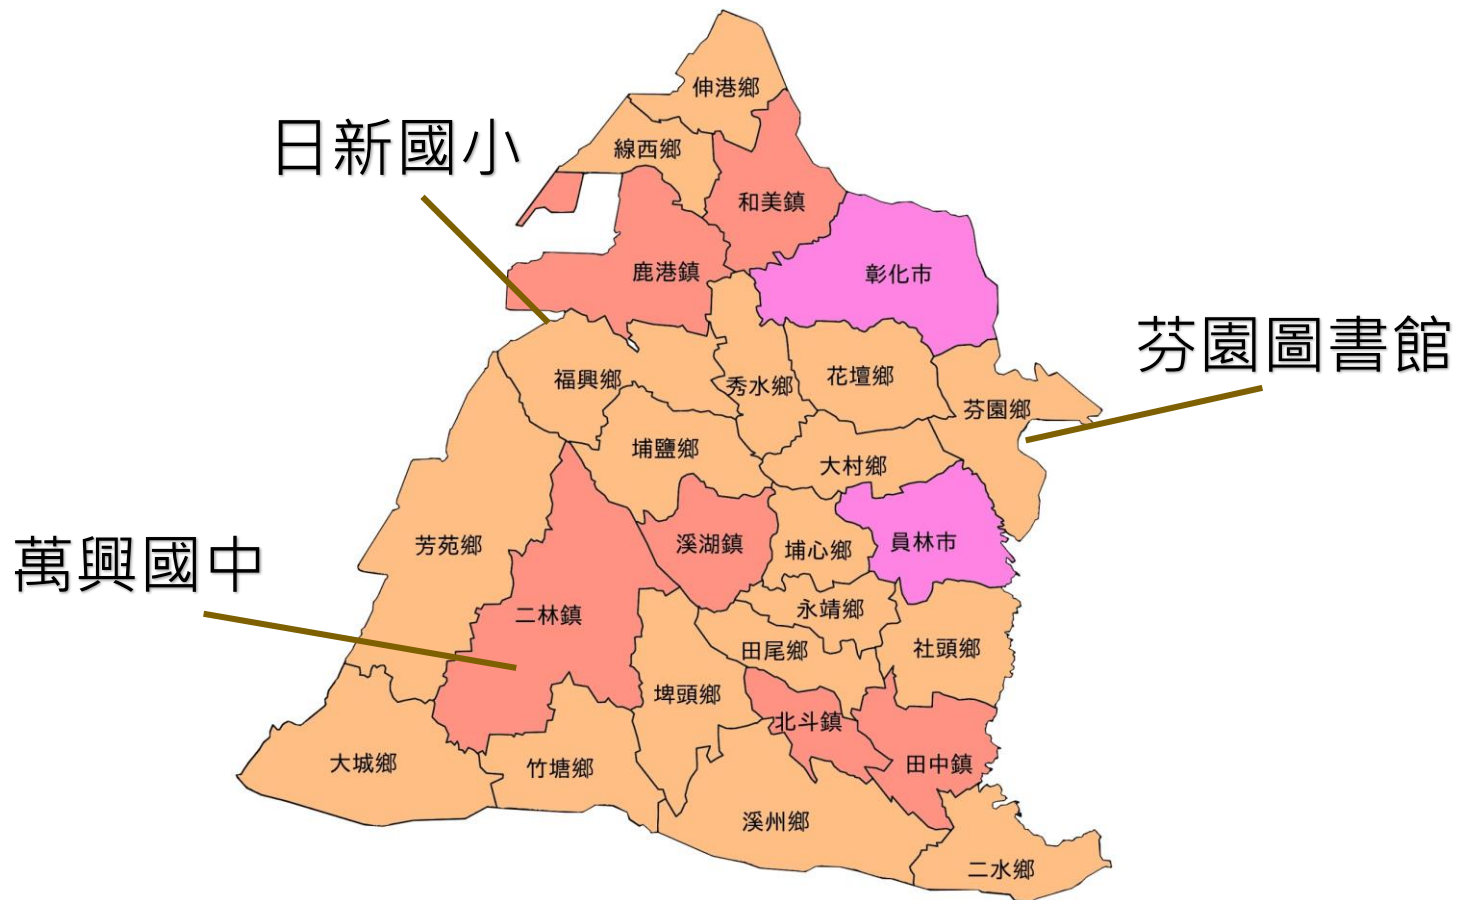 伸港鄉
日新國小
線西鄉
和美鎮
鹿港鎮
彰化市
芬園圖書館
福興鄉
秀水鄉
花壇鄉
芬園鄉
埔鹽鄉
大村鄉
萬興國中
芳苑鄉
溪湖鎮
埔心鄉
員林市
二林鎮
永靖鄉
田尾鄉
社頭鄉
埤頭鄉
北斗鎮
大城鄉
竹塘鄉
田中鎮
溪州鄉
二水鄉